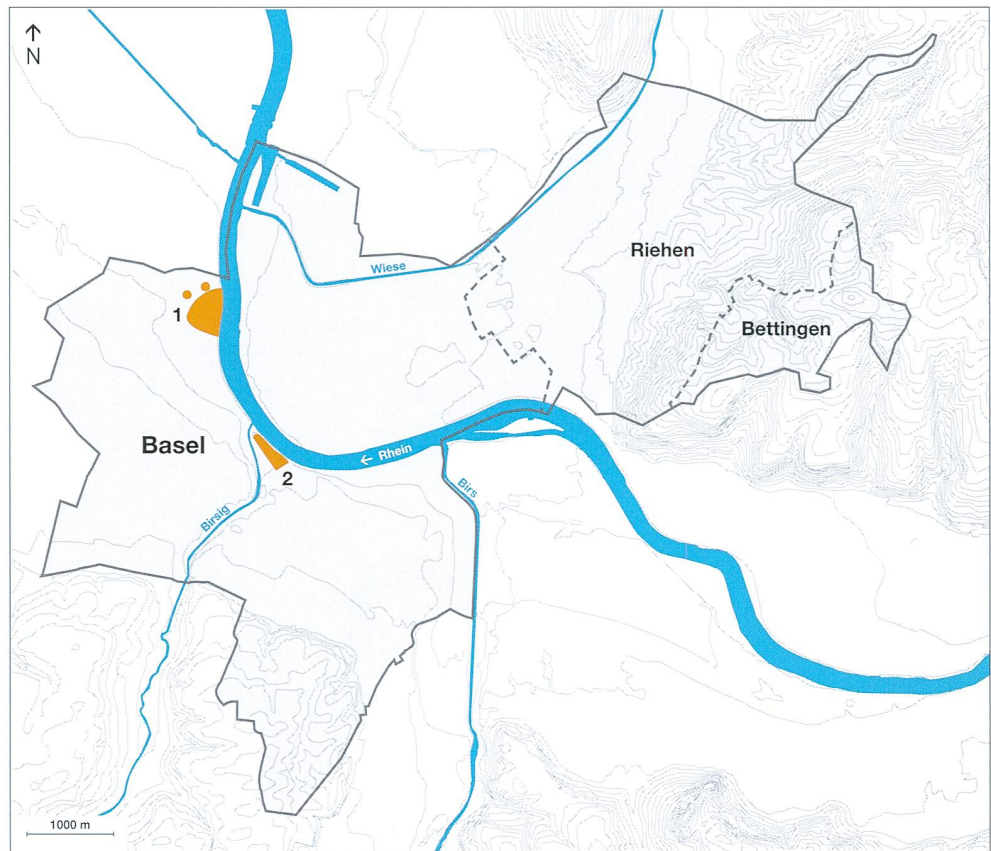 N
Riehen
Wiese
1
Bettingen
Basel
← Rhein
2
Birs
Birsig
1000 m